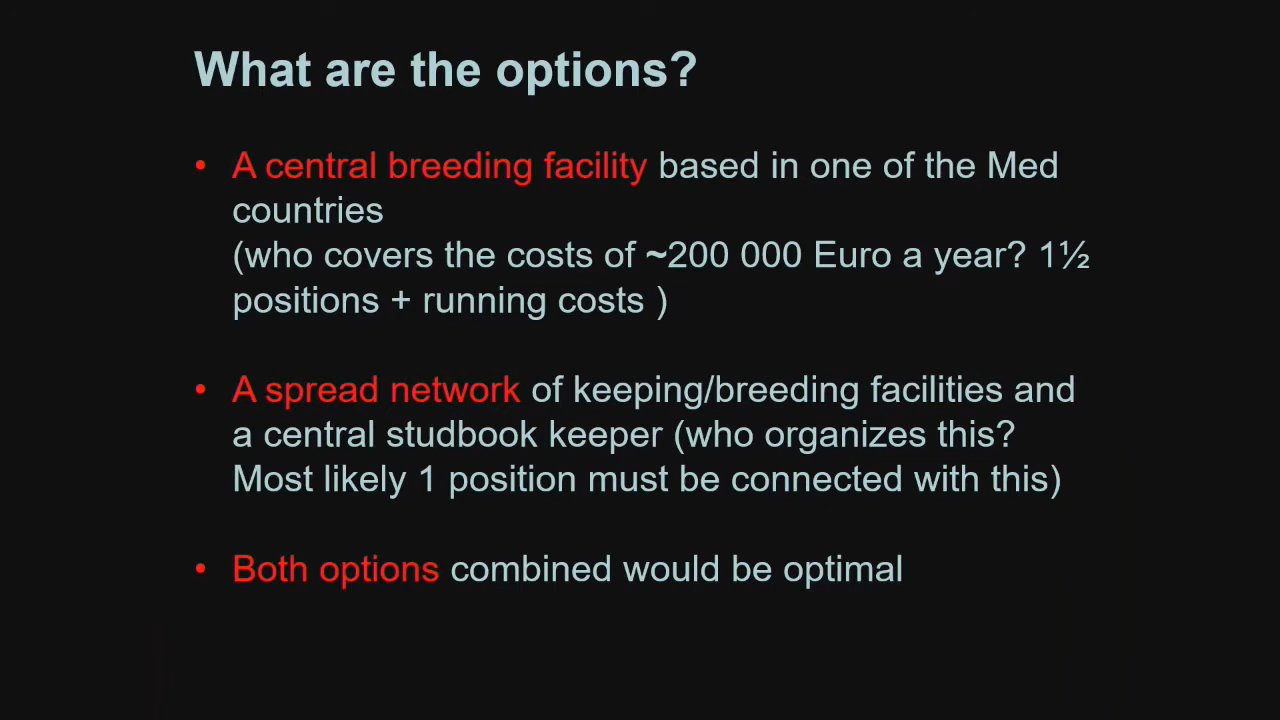 What are the options?
• A central breeding facility based in one of the Med
countries
(who covers the costs of ~200 000 Euro a year? 1½
positions + running costs )
• A spread network of keeping/breeding facilities and
a central studbook keeper (who organizes this?
Most likely 1 position must be connected with this)
• Both options combined would be optimal